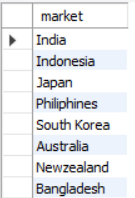 market
India
Indonesia
Japan
Philiphines
South Korea
Australia
Newzealand
Bangladesh